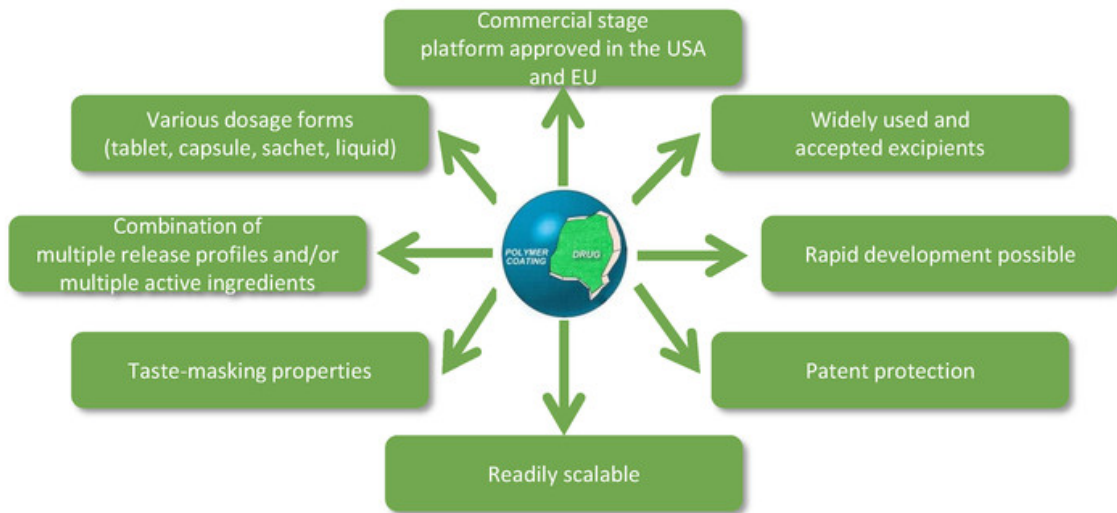 Commercial stage
platform approved in the USA
and EU
Various dosage forms
(tablet, capsule, sachet, liquid)
Widely used and
accepted excipients
Combination of
multiple release profiles and/or
multiple active ingredients
POLYMER
COATING
DRUG
Rapid development possible
Taste-masking properties
Patent protection
Readily scalable